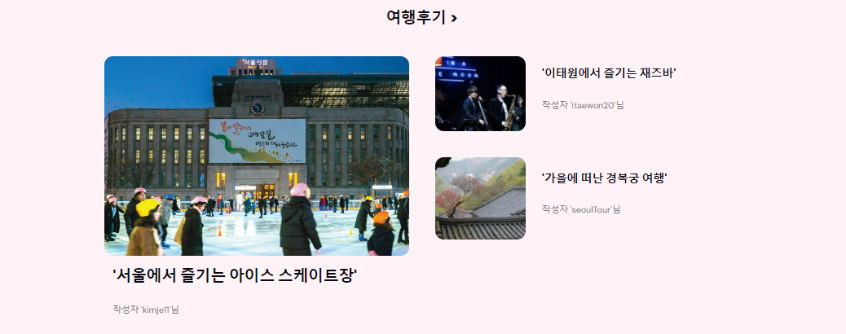 여행후기 >
서울신문
'서울에서 즐기는 아이스 스케이트장'
작성자 'kimje11'님
'이태원에서 즐기는 재즈바'
작성자 'itaewon20'님
'가을에 떠난 경복궁 여행'
작성자 'seoulTour'님